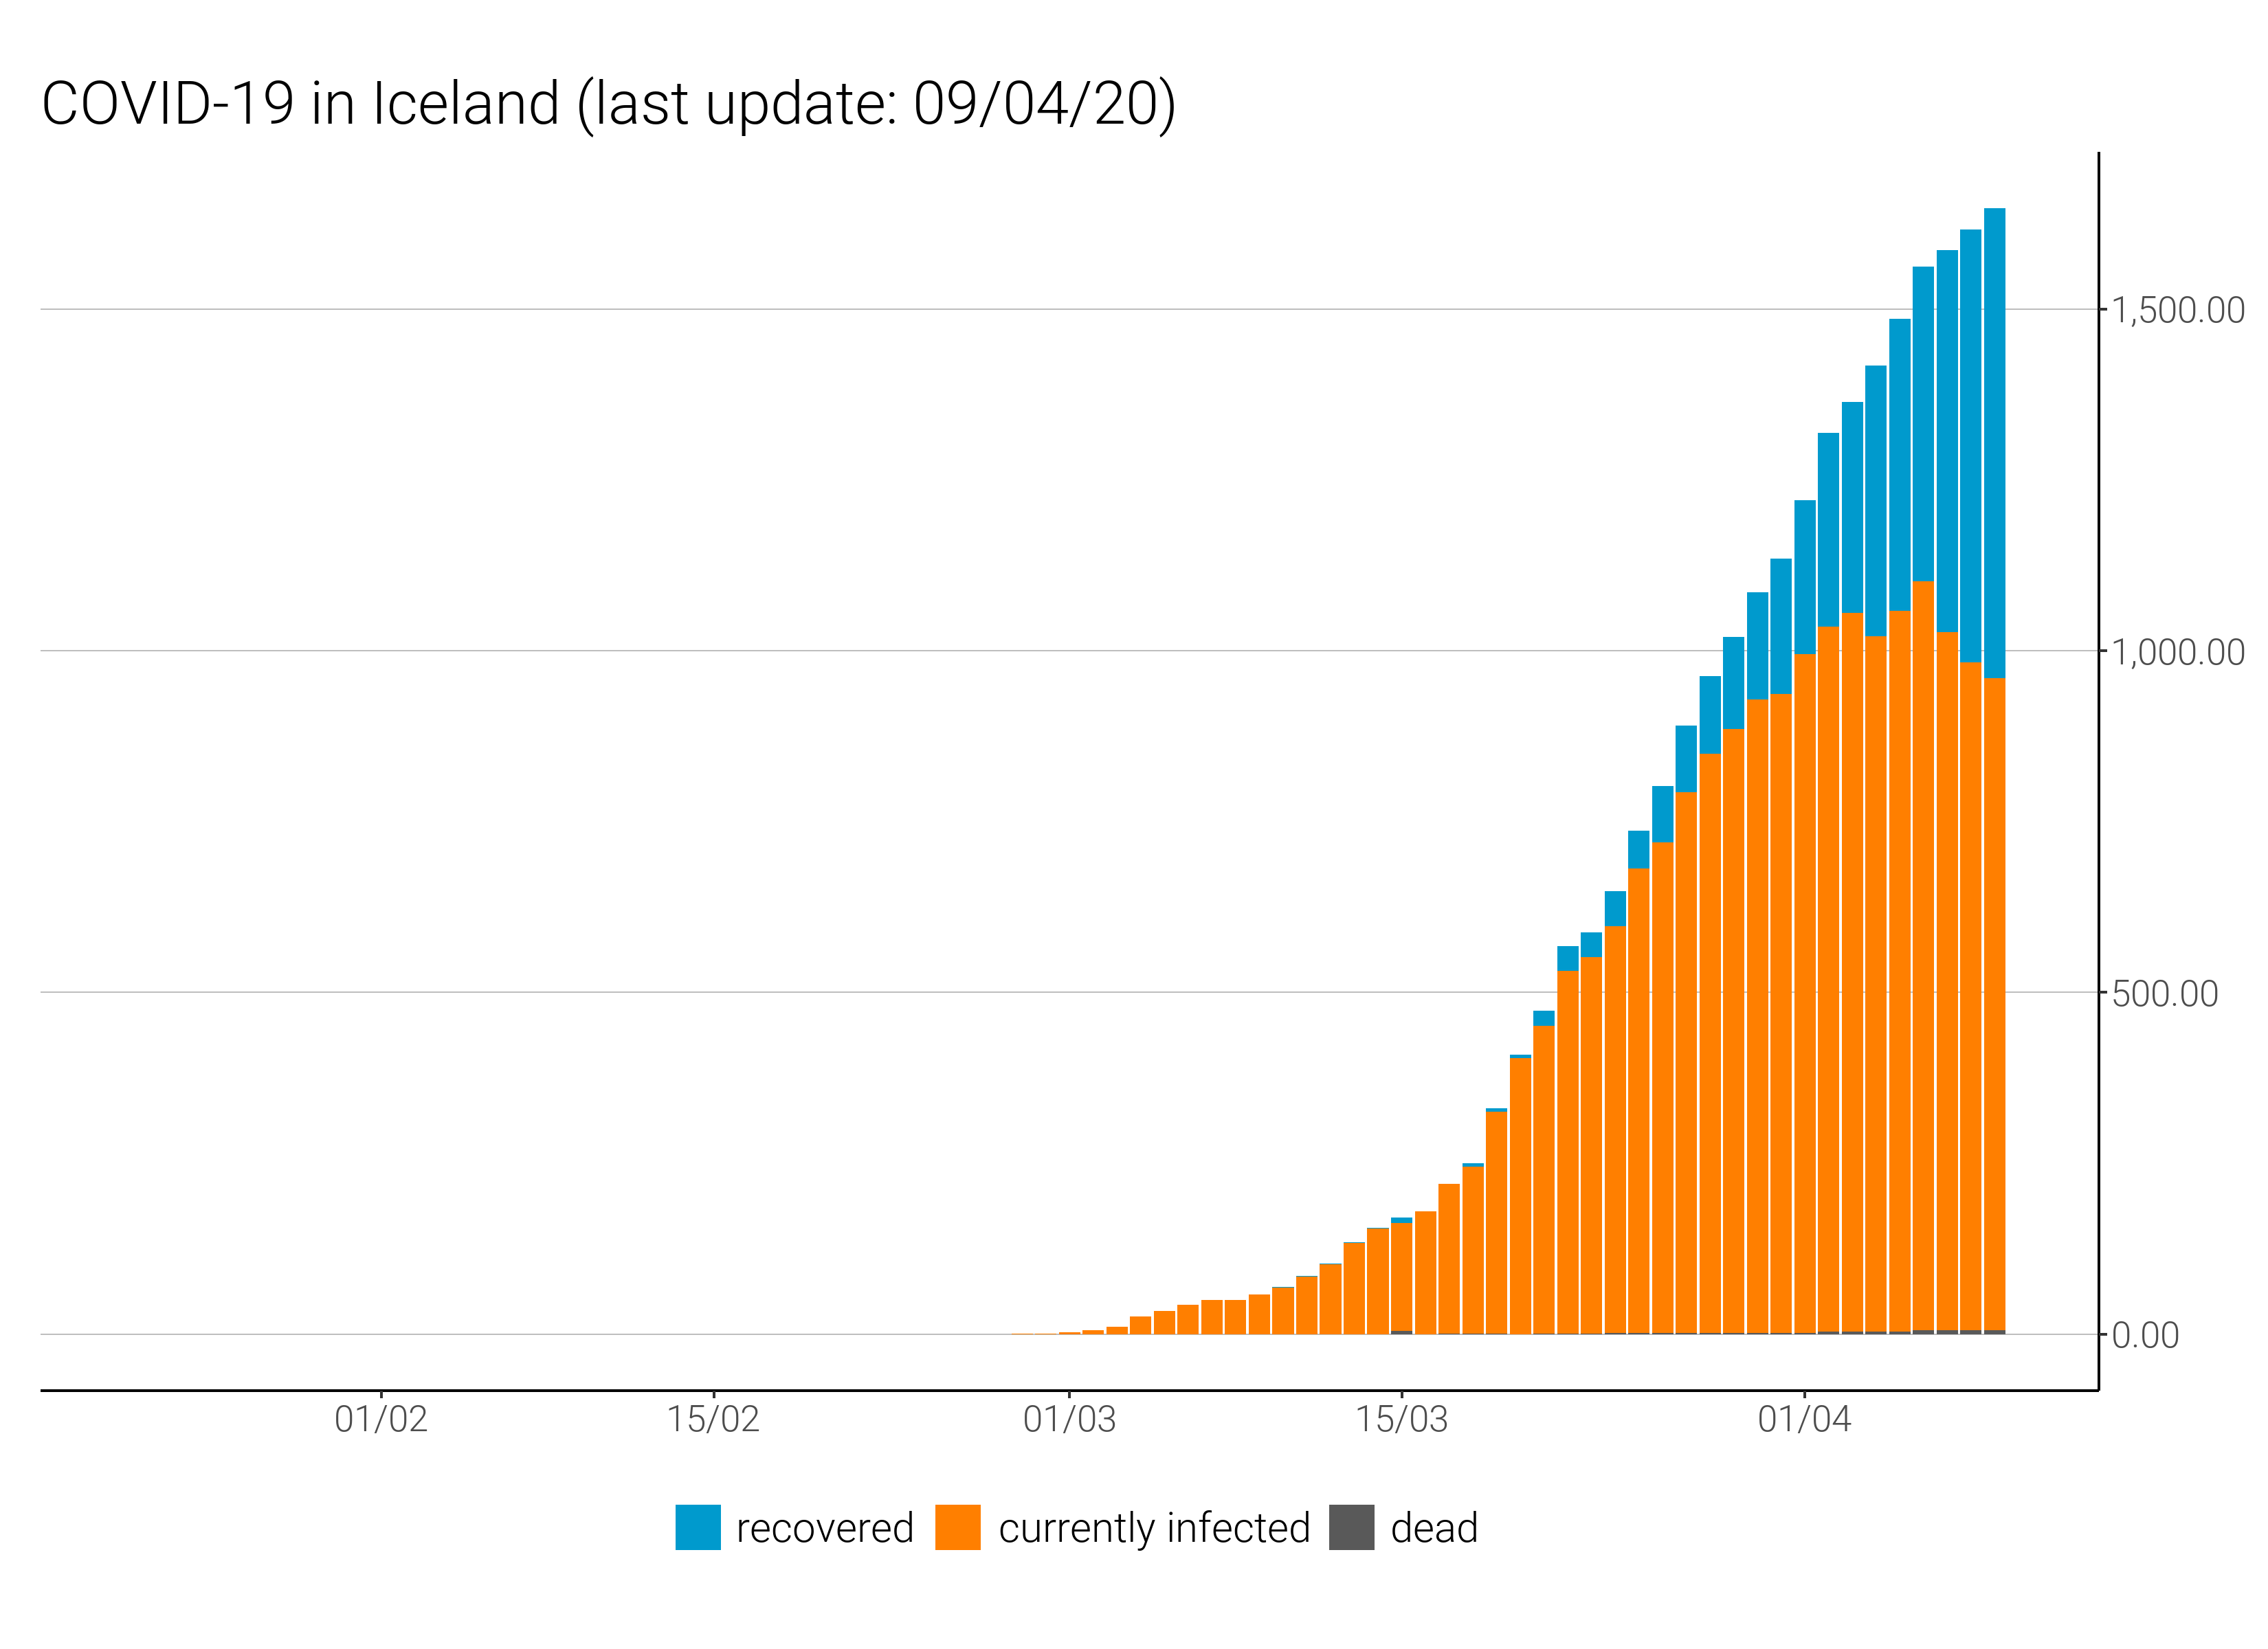 COVID-19 in Iceland (last update: 09/04/20)
1,500.00
1,000.00
500.00
0.00
01/02 15/02 01/03 15/03 01/04
recovered currently infected dead